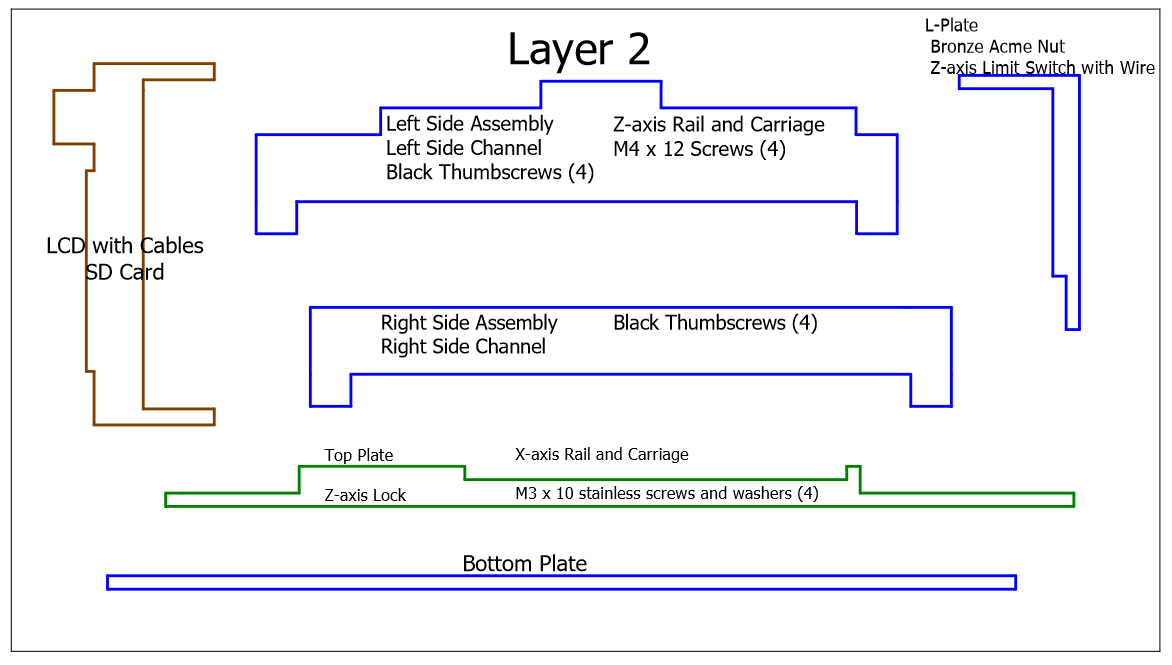 Layer 2
L-Plate
Bronze Acme Nut
Z-axis Limit Switch with Wire
Left Side Assembly
Left Side Channel
Black Thumbscrews (4)
Z-axis Rail and Carriage
M4 x 12 Screws (4)
LCD with Cables
SD Card
Right Side Assembly
Right Side Channel
Black Thumbscrews (4)
Top Plate
X-axis Rail and Carriage
Z-axis Lock
M3 x 10 stainless screws and washers (4)
Bottom Plate